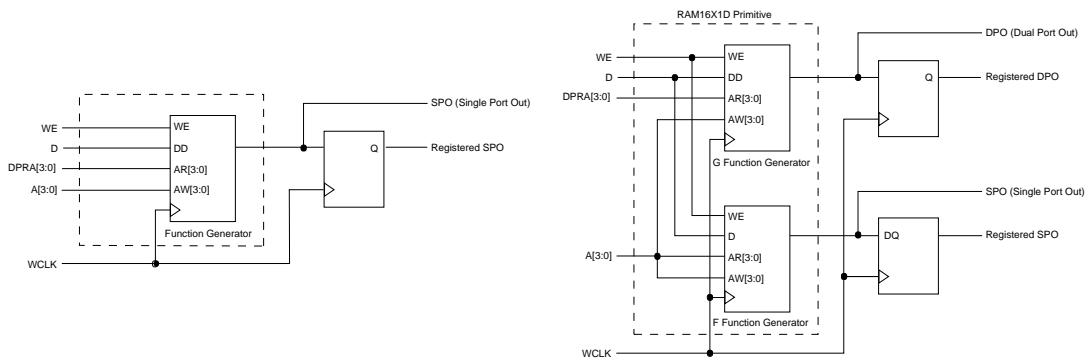 WE
D
DPRA[3:0]
A[3:0]
WCLK
WE
DD
AR[3:0]
AW[3:0]
Function Generator
SPO (Single Port Out)
Q
Registered SPO
RAM16X1D Primitive
WE
D
DPRA[3:0]
A[3:0]
WCLK
WE
DD
AR[3:0]
AW[3:0]
G Function Generator
WE
D
AR[3:0]
AW[3:0]
F Function Generator
DPO (Dual Port Out)
Q
Registered DPO
SPO (Single Port Out)
DQ
Registered SPO